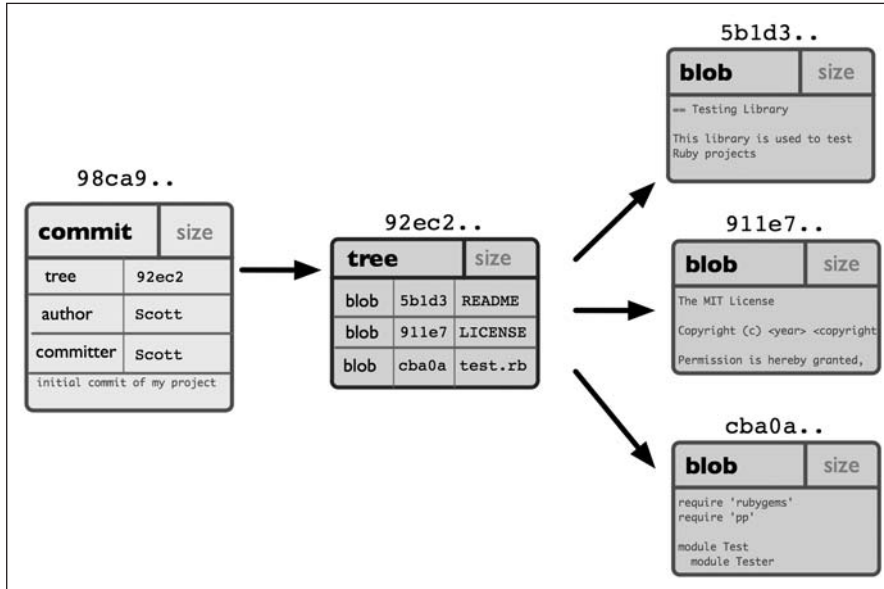 98ca9..
commit size
tree 92ec2
author Scott
committer Scott
initial commit of my project
92ec2..
tree size
blob 5b1d3 README
blob 911e7 LICENSE
blob cba0a test.rb
5b1d3..
blob size
== Testing Library
This library is used to test
Ruby projects
911e7..
blob size
The MIT License
Copyright (c) <year> <copyright
Permission is hereby granted,
cba0a..
blob size
require 'rubygems'
require 'pp'
module Test
module Tester